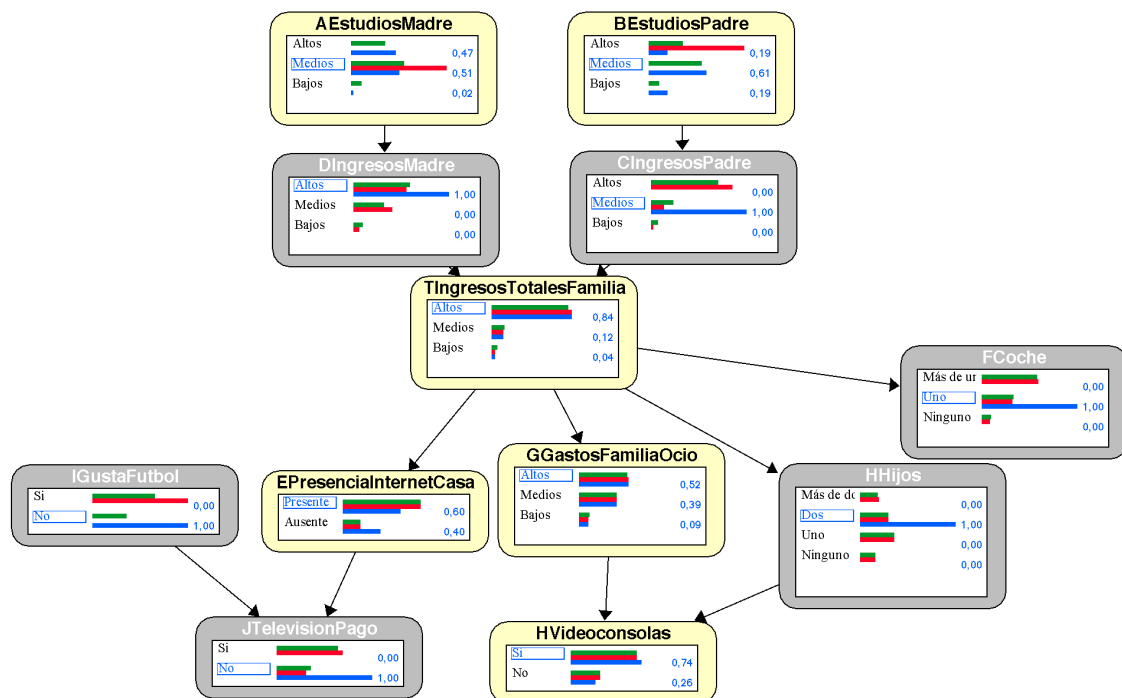 AEstudiosMadre
Altos 0,47
Medios 0,51
Bajos 0,02
BEstudiosPadre
Altos 0,19
Medios 0,61
Bajos 0,19
DIngresosMadre
Altos 1,00
Medios 0,00
Bajos 0,00
CIngresosPadre
Altos 0,00
Medios 1,00
Bajos 0,00
TIngresosTotalesFamilia
Altos 0,84
Medios 0,12
Bajos 0,04
FCoche
Más de ur 0,00
Uno 1,00
Ninguno 0,00
IGustaFutbol
Si 0,00
No 1,00
EPresenciaInternetCasa
Presente 0,60
Ausente 0,40
GGastosFamiliaOcio
Altos 0,52
Medios 0,39
Bajos 0,09
HHijos
Más de do 0,00
Dos 1,00
Uno 0,00
Ninguno 0,00
JTelevisionPago
Si 0,00
No 1,00
HVideoconsolas
Si 0,74
No 0,26